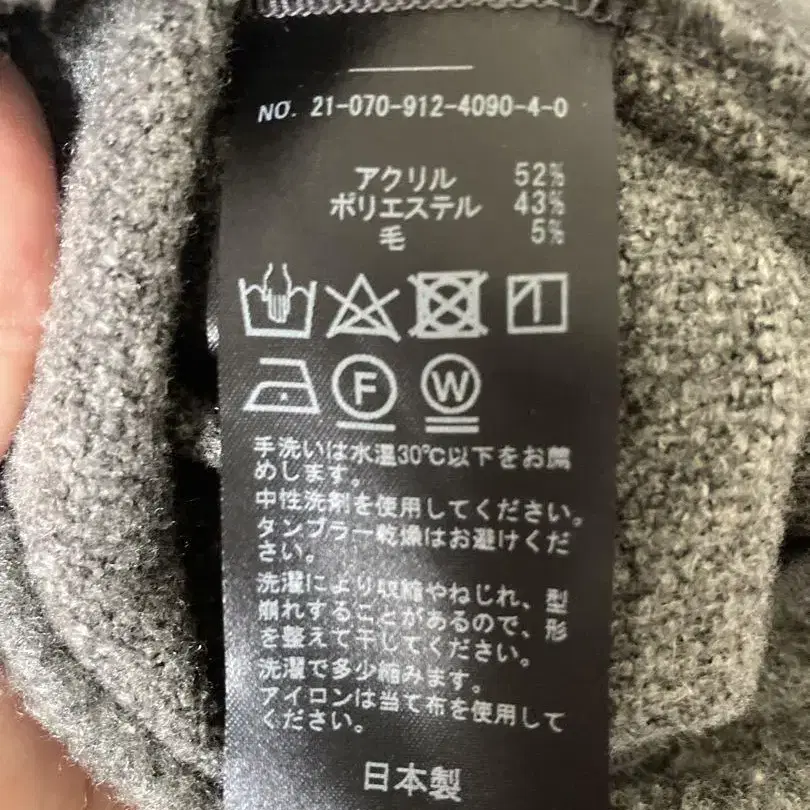 NO. 21-070-912-4090-4-0
アクリル 52%
ポリエステル 43%
毛 5%
F W
手洗いは水温30℃以下をお薦
めします。
中性洗剤を使用してください。
タンブラー乾燥はお避けくだ
さい。
洗濯により収縮やねじれ、型
崩れすることがあるので、形
を整えて干してください。
洗濯で多少縮みます。
アイロンは当て布を使用して
ください。
日本製